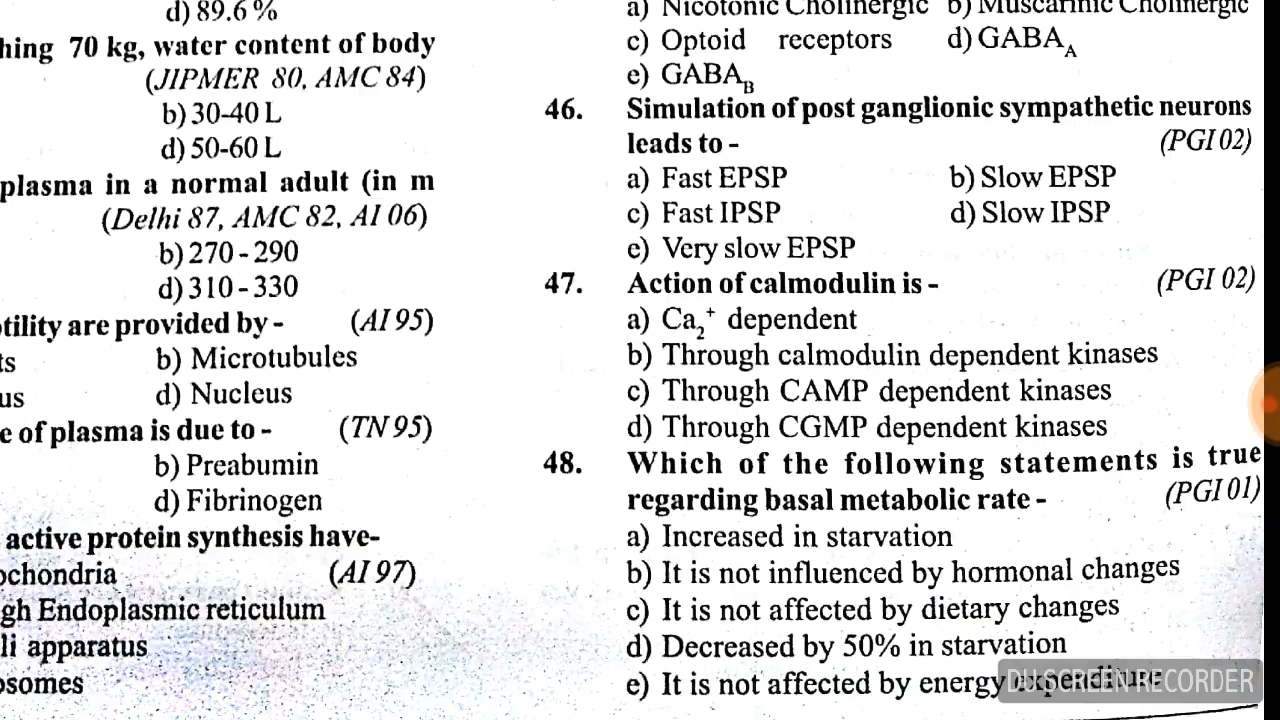 d) 89.6 %
hing 70 kg, water content of body
(JIPMER 80, AMC 84)
b) 30-40 L
d) 50-60 L
plasma in a normal adult (in m
(Delhi 87, AMC 82, AI 06)
b) 270 - 290
d) 310 - 330
tility are provided by - (AI 95)
ts b) Microtubules
us d) Nucleus
e of plasma is due to - (TN 95)
b) Preabumin
d) Fibrinogen
active protein synthesis have-
ochondria (AI 97)
gh Endoplasmic reticulum
li apparatus
osomes
a) Nicotonic Cholinergic b) Muscarinic Cholinergic
c) Optoid receptors d) GABA_A
e) GABA_B
46. Simulation of post ganglionic sympathetic neurons
leads to - (PGI 02)
a) Fast EPSP b) Slow EPSP
c) Fast IPSP d) Slow IPSP
e) Very slow EPSP
47. Action of calmodulin is - (PGI 02)
a) Ca₂⁺ dependent
b) Through calmodulin dependent kinases
c) Through CAMP dependent kinases
d) Through CGMP dependent kinases
48. Which of the following statements is true
regarding basal metabolic rate - (PGI 01)
a) Increased in starvation
b) It is not influenced by hormonal changes
c) It is not affected by dietary changes
d) Decreased by 50% in starvation
e) It is not affected by energy
DU SCREEN RECORDER